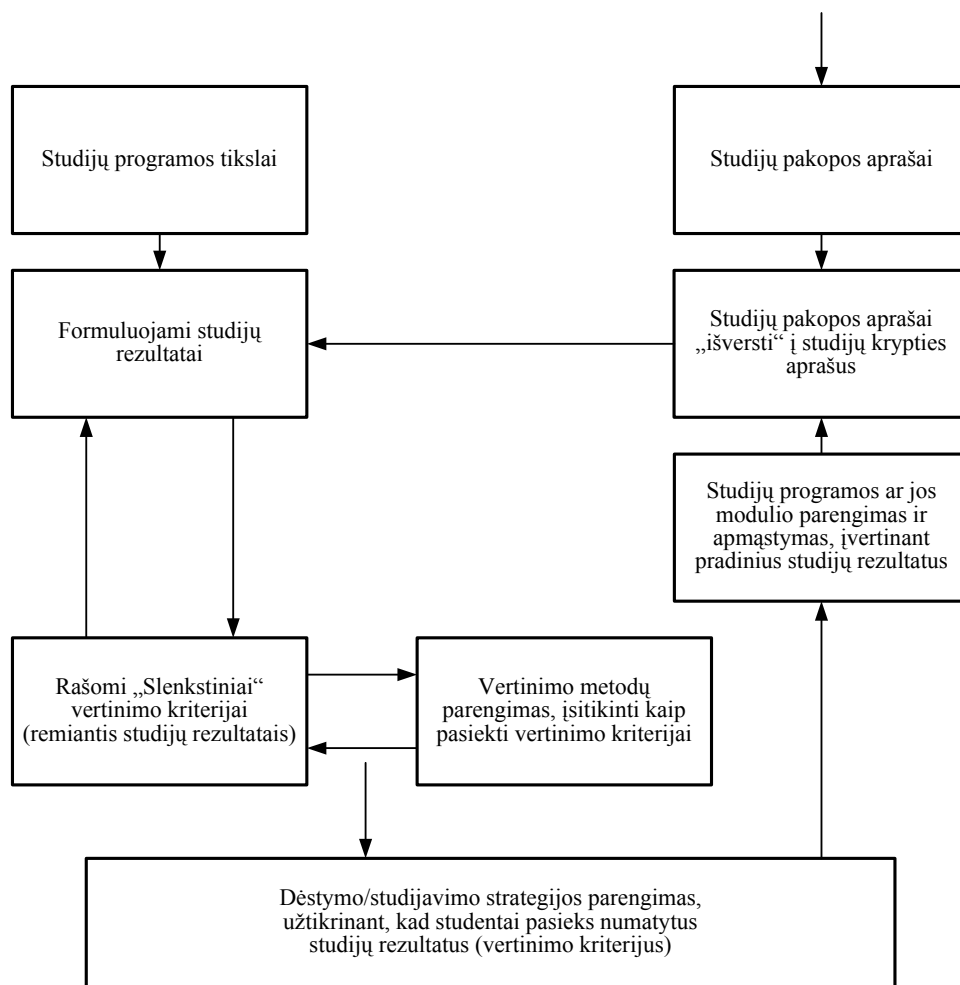 Studijų programos tikslai
Studijų pakopos aprašai
Formuluojami studijų
rezultatai
Studijų pakopos aprašai
„išversti“ į studijų krypties
aprašus
Studijų programos ar jos
modulio parengimas ir
apmąstymas, įvertinant
pradinius studijų rezultatus
Rašomi „Slenkstiniai“
vertinimo kriterijai
(remiantis studijų rezultatais)
Vertinimo metodų
parengimas, įsitikinti kaip
pasiekti vertinimo kriterijai
Dėstymo/studijavimo strategijos parengimas,
užtikrinant, kad studentai pasieks numatytus
studijų rezultatus (vertinimo kriterijus)